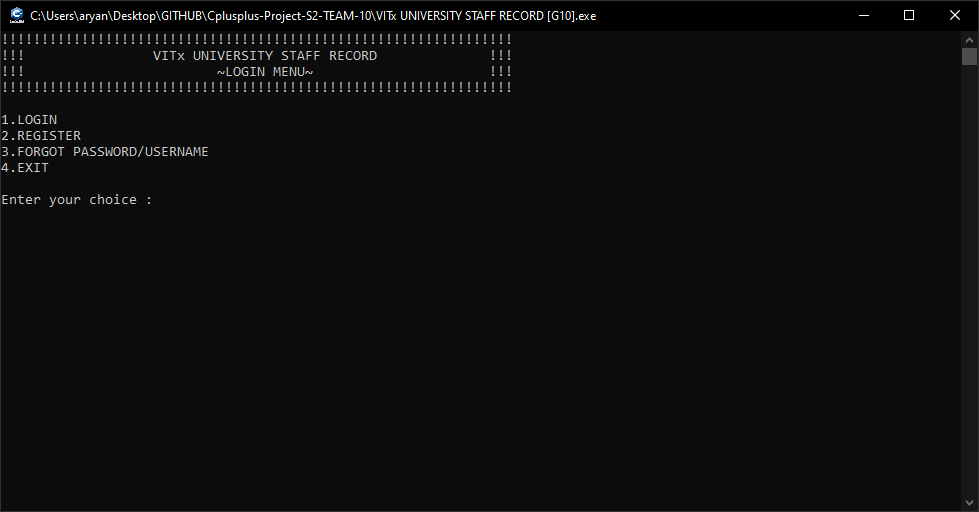 C:\Users\aryan\Desktop\GITHUB\Cplusplus-Project-S2-TEAM-10\VITx UNIVERSITY STAFF RECORD [G10].exe
!!!!!!!!!!!!!!!!!!!!!!!!!!!!!!!!!!!!!!!!!!!!!!!!!!!!!!!!!!!!!!!!
!!!                VITx UNIVERSITY STAFF RECORD              !!!
!!!                        ~LOGIN MENU~                      !!!
!!!!!!!!!!!!!!!!!!!!!!!!!!!!!!!!!!!!!!!!!!!!!!!!!!!!!!!!!!!!!!!!
1.LOGIN
2.REGISTER
3.FORGOT PASSWORD/USERNAME
4.EXIT
Enter your choice :